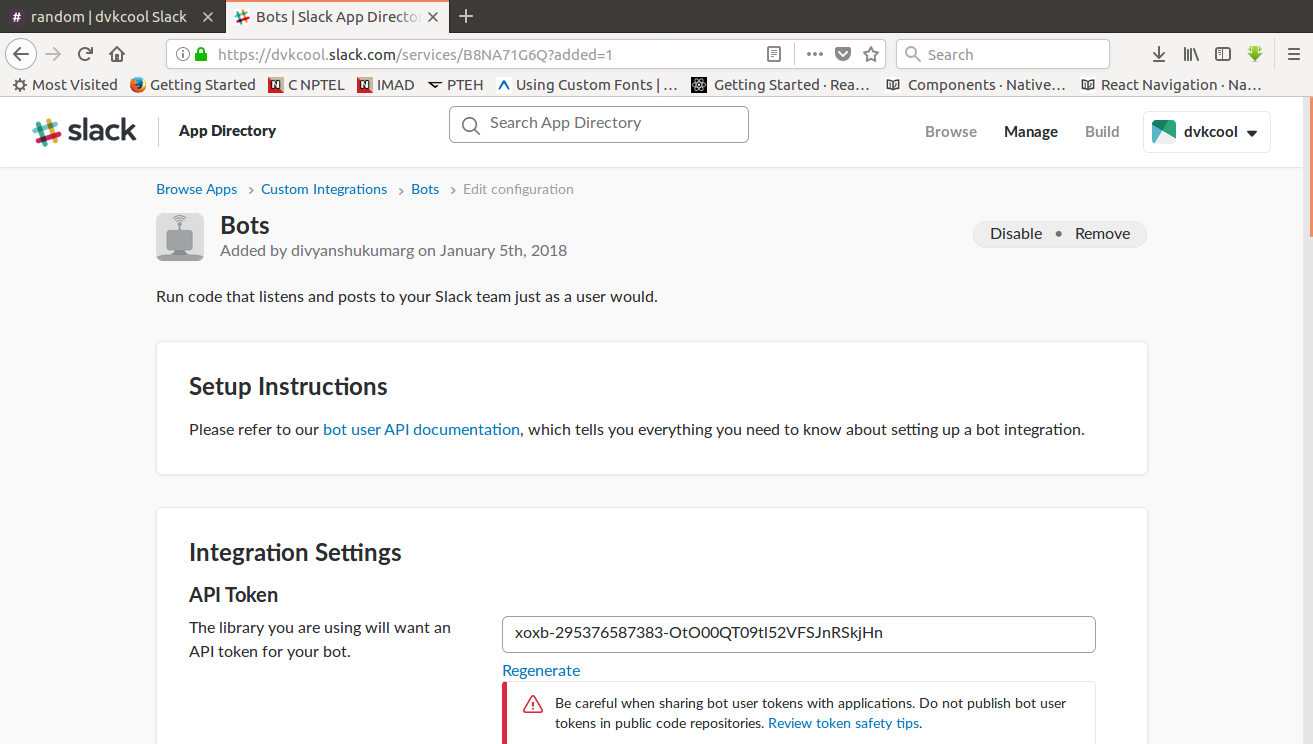 # random | dvkcool Slack
Bots | Slack App Directo
https://dvkcool.slack.com/services/B8NA71G6Q?added=1
Search
Most Visited Getting Started C NPTEL IMAD PTEH Using Custom Fonts | … Getting Started · Rea… Components · Native… React Navigation · Na…
slack App Directory Search App Directory Browse Manage Build dvkcool
Browse Apps > Custom Integrations > Bots > Edit configuration
Bots
Added by divyanshukumarg on January 5th, 2018
Disable • Remove
Run code that listens and posts to your Slack team just as a user would.
Setup Instructions
Please refer to our bot user API documentation, which tells you everything you need to know about setting up a bot integration.
Integration Settings
API Token
The library you are using will want an
API token for your bot.
Regenerate
Be careful when sharing bot user tokens with applications. Do not publish bot user
tokens in public code repositories. Review token safety tips.